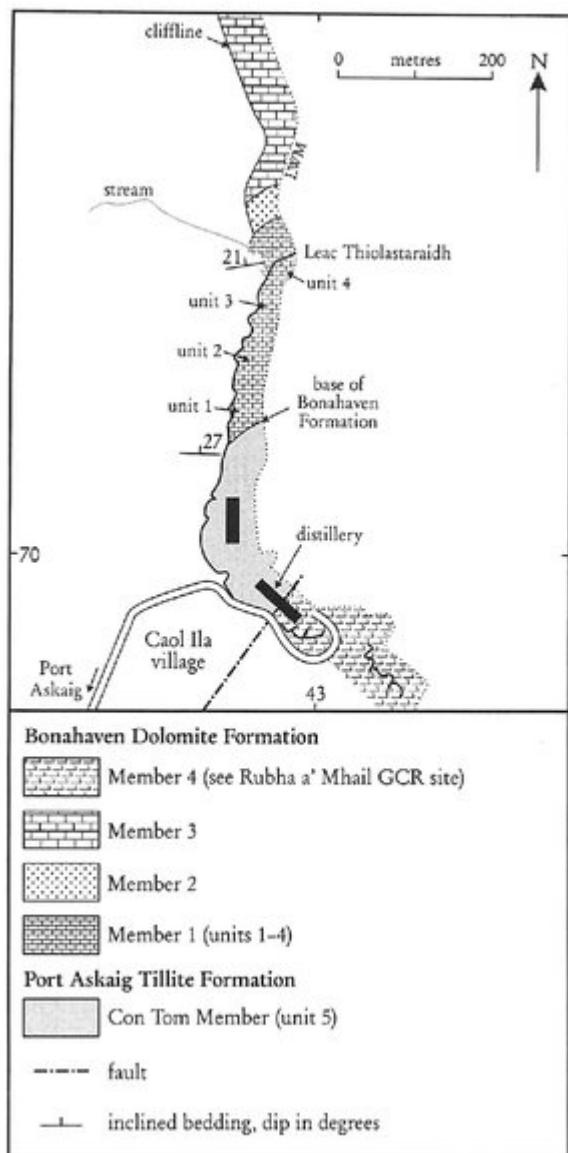 cliffline
0 metres 200
N
LWM
stream
21
Leac Thiolastaraidh
unit 4
unit 3
unit 2
base of
Bonahaven
Formation
unit 1
27
70
distillery
Caol Ila
village
Port
Askaig
43
Bonahaven Dolomite Formation
Member 4 (see Rubha a' Mhail GCR site)
Member 3
Member 2
Member 1 (units 1–4)
Port Askaig Tillite Formation
Con Tom Member (unit 5)
fault
inclined bedding, dip in degrees